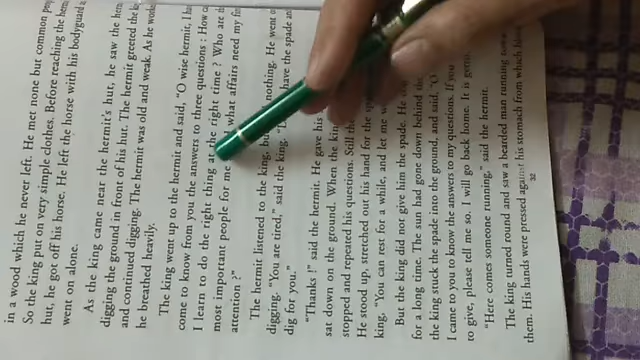 in a wood which he never left. He met none but common
So the king put on very simple clothes. Before reaching the
hut, he got off his horse. He left the horse with his bodyguard
went on alone.
As the king came near the hermit's hut, he saw the
digging the ground in front of his hut. The hermit greeted the
and continued digging. The hermit was old and weak. As he
he breathed heavily.
The king went up to the hermit and said, "O wise hermit, I
come to know from you the answers to three questions : How
I learn to do the right thing at the right time ? Who are
most important people for me what affairs need my
attention ?"
The hermit listened to the king, nothing. He went
digging. "You are tired," said the king. have the spade
dig for you."
"Thanks !" said the hermit. He gave his
sat down on the ground. When the
stopped and repeated his questions. Still
He stood up, stretched out his hand for the
king, "You can rest for a while, and let me
But the king did not give him the spade. He
for a long time. The sun had gone down behind
the king stuck the spade into the ground, and said, "O
I came to you to know the answers to my questions. If you
to give, please tell me so. I will go back home. It is
"Here comes someone running," said the hermit.
The king turned round and saw a bearded man running
them. His hands were pressed against his stomach from which
32